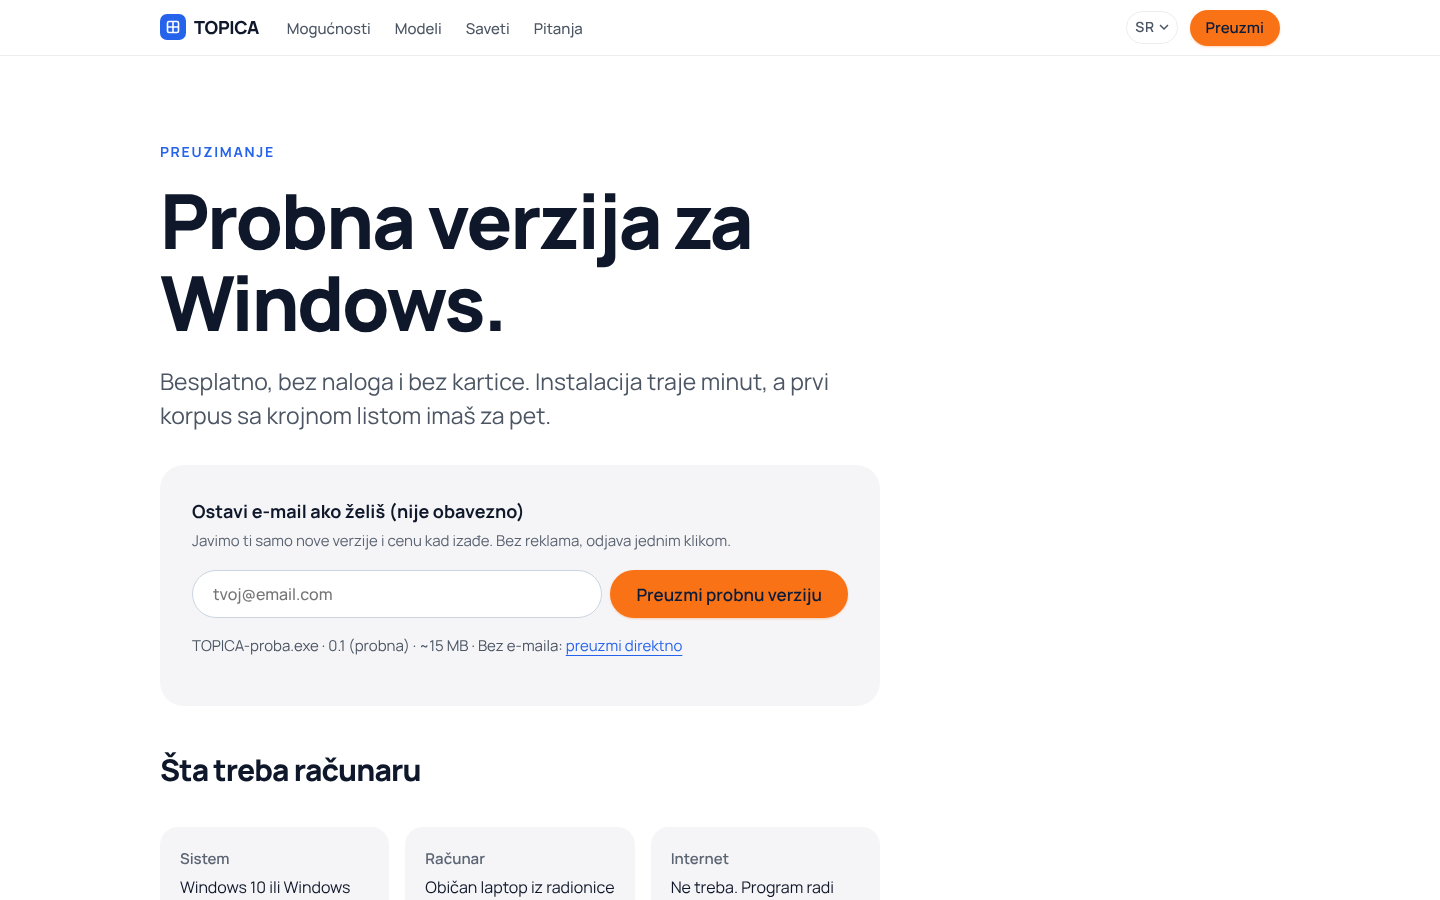 TOPICA Mogućnosti Modeli Saveti Pitanja SR Preuzmi
PREUZIMANJE
Probna verzija za
Windows.
Besplatno, bez naloga i bez kartice. Instalacija traje minut, a prvi
korpus sa krojnom listom imaš za pet.
Ostavi e-mail ako želiš (nije obavezno)
Javimo ti samo nove verzije i cenu kad izađe. Bez reklama, odjava jednim klikom.
tvoj@email.com Preuzmi probnu verziju
TOPICA-proba.exe · 0.1 (probna) · ~15 MB · Bez e-maila: preuzmi direktno
Šta treba računaru
Sistem
Windows 10 ili Windows
Računar
Običan laptop iz radionice
Internet
Ne treba. Program radi